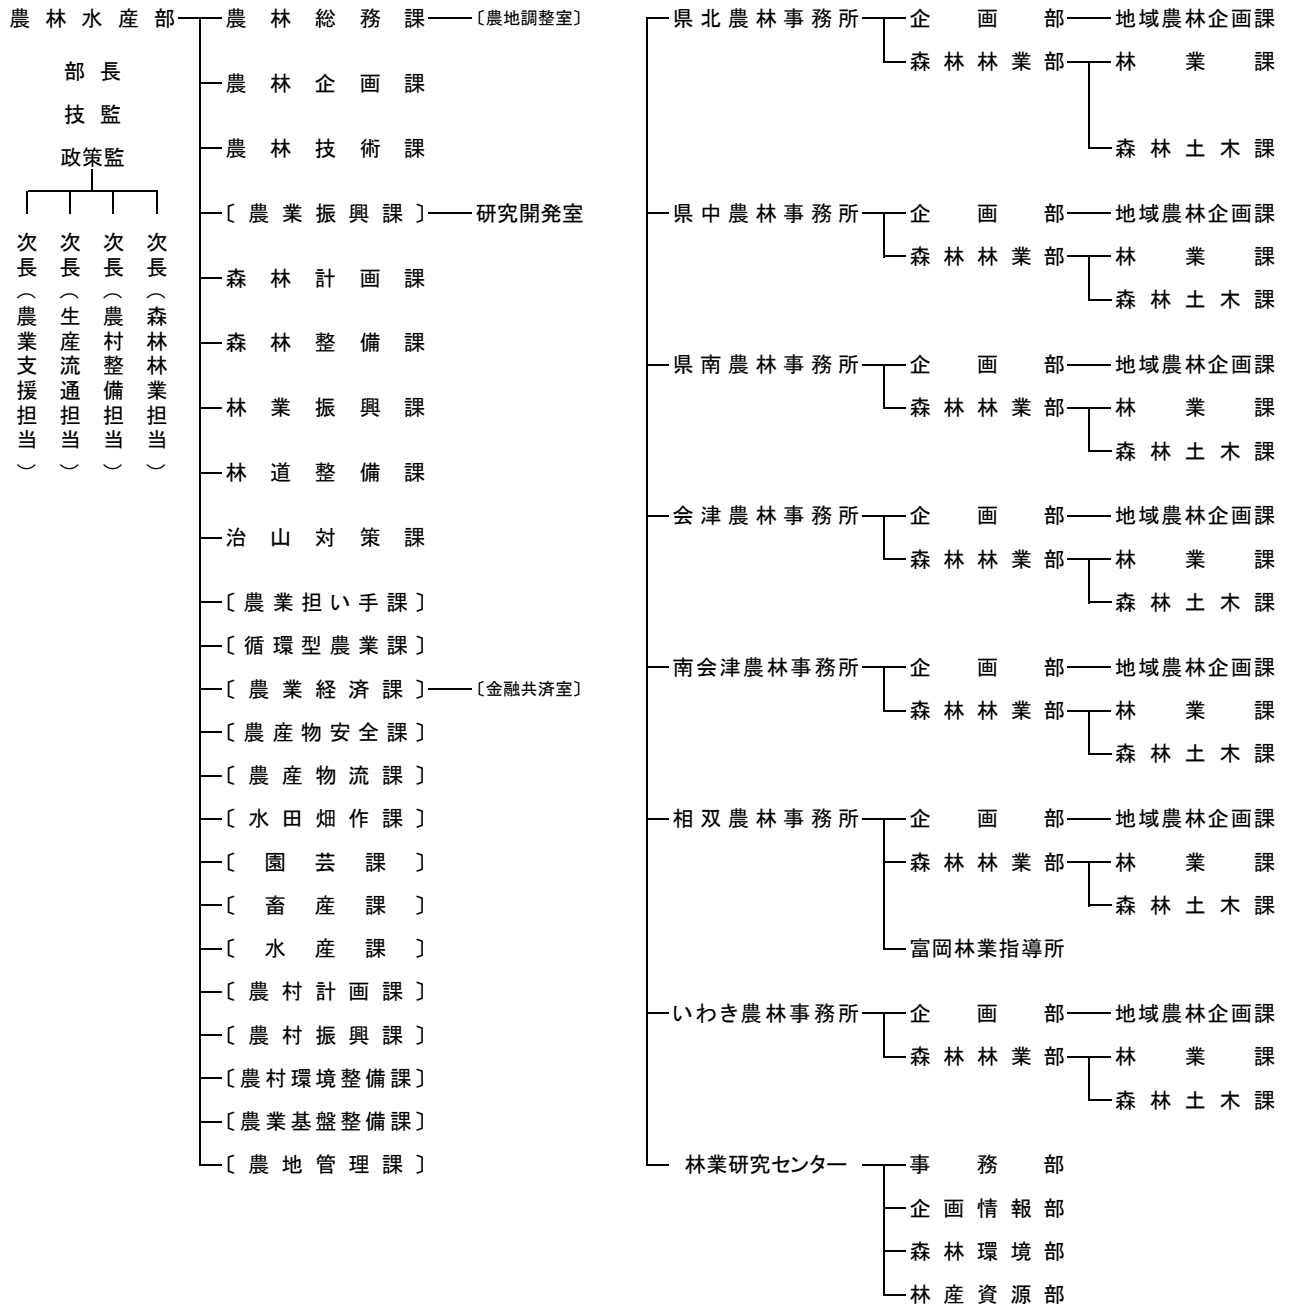 農林水産部
部長
技監
政策監
次長（農業支援担当）
次長（生産流通担当）
次長（農村整備担当）
次長（森林林業担当）
農林総務課 〔農地調整室〕
農林企画課
農林技術課
〔農業振興課〕 研究開発室
森林計画課
森林整備課
林業振興課
林道整備課
治山対策課
〔農業担い手課〕
〔循環型農業課〕
〔農業経済課〕 〔金融共済室〕
〔農産物安全課〕
〔農産物流課〕
〔水田畑作課〕
〔園芸課〕
〔畜産課〕
〔水産課〕
〔農村計画課〕
〔農村振興課〕
〔農村環境整備課〕
〔農業基盤整備課〕
〔農地管理課〕
県北農林事務所 企画部 地域農林企画課
森林林業部 林業課
森林土木課
県中農林事務所 企画部 地域農林企画課
森林林業部 林業課
森林土木課
県南農林事務所 企画部 地域農林企画課
森林林業部 林業課
森林土木課
会津農林事務所 企画部 地域農林企画課
森林林業部 林業課
森林土木課
南会津農林事務所 企画部 地域農林企画課
森林林業部 林業課
森林土木課
相双農林事務所 企画部 地域農林企画課
森林林業部 林業課
森林土木課
富岡林業指導所
いわき農林事務所 企画部 地域農林企画課
森林林業部 林業課
森林土木課
林業研究センター 事務部
企画情報部
森林環境部
林産資源部